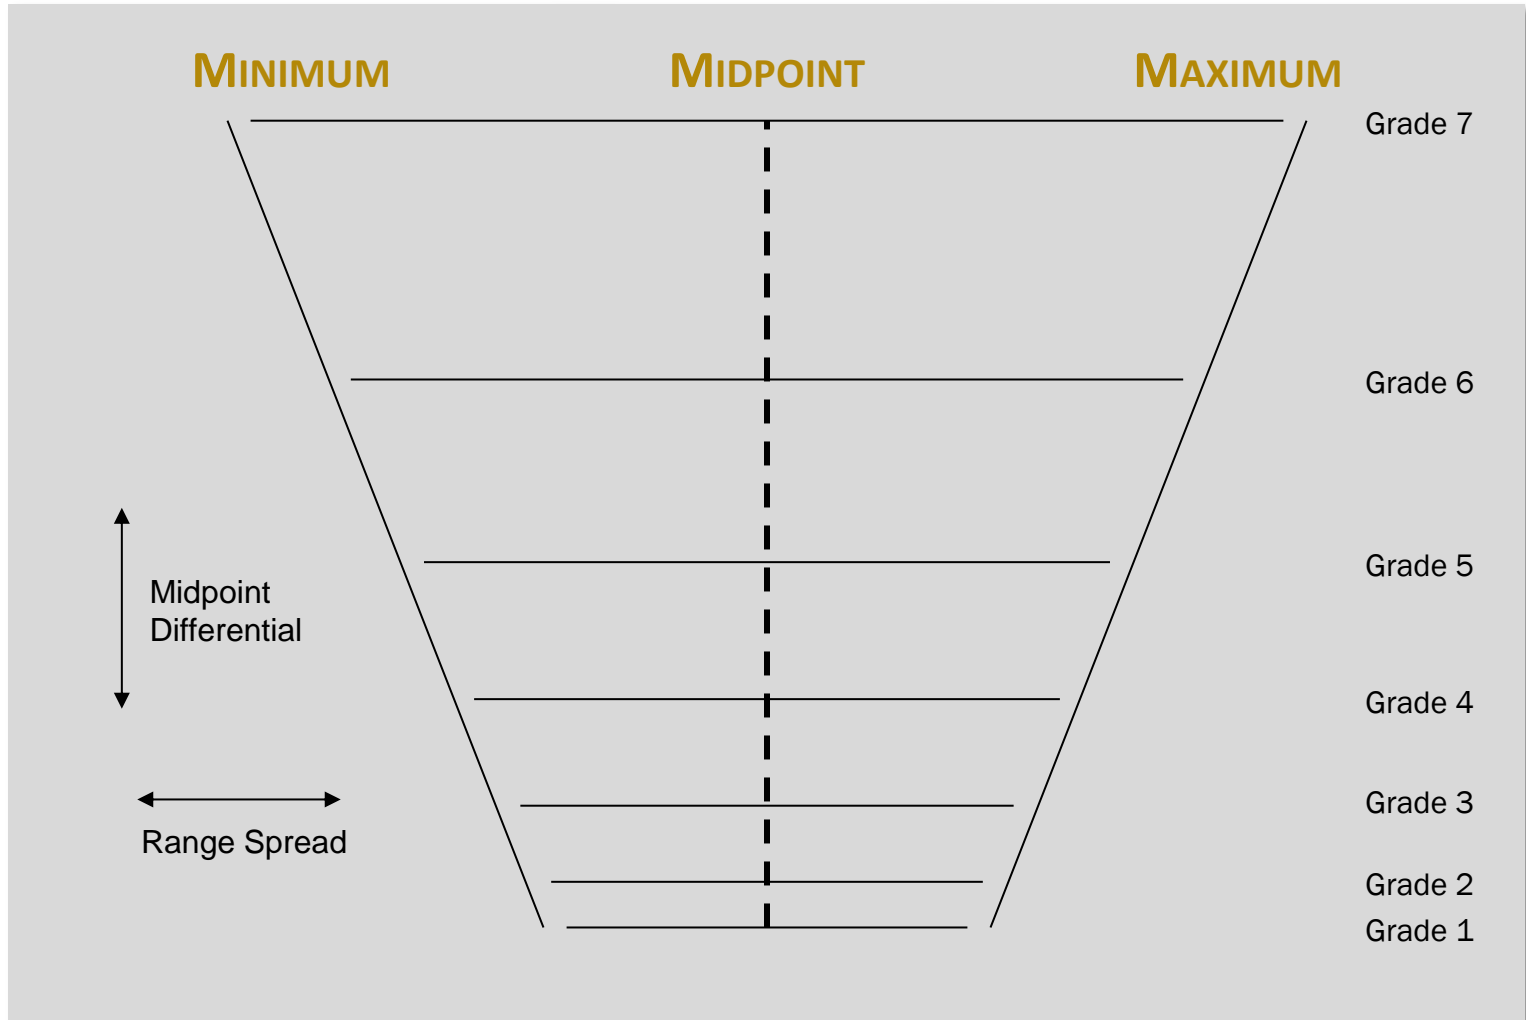 MINIMUM MIDPOINT MAXIMUM
Grade 7
Grade 6
Grade 5
Midpoint
Differential
Grade 4
Grade 3
Range Spread
Grade 2
Grade 1